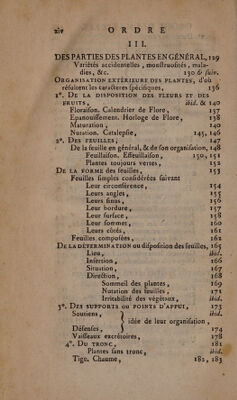 xiv ORDRE
III.
DES PARTIES DES PLANTES EN GÉNÉRAL, 129
Variétés accidentelles, monstruosités, mala-
dies, &c. 130 & suiv.
ORGANISATION EXTÉRIEURE DES PLANTES, d'où
résultent les caracteres spécifiques, 136
1°. DE LA DISPOSITION DES FLEURS ET DES
FRUITS, ibid. & 140
Floraison. Calendrier de Flore, 137
Epanouissement. Horloge de Flore, 138
Maturation, 140
Nutation. Catalepsie, 145, 146
2°. DES FEUILLES, 147
De la feuille en général, & de son organisation, 148
Feuillaison. Effeuillaison, 150, 151
Plantes toujours vertes, 152
DE LA FORME des feuilles, 153
Feuilles simples considérées suivant
Leur circonférence, 154
Leurs angles, 155
Leurs sinus, 156
Leur bordure, 157
Leur surface, 158
Leur sommet, 160
Leurs côtés, 161
Feuilles composées, 162
DE LA DÉTERMINATION ou disposition des feuilles, 165
Lieu, ibid.
Insertion, 166
Situation, 167
Direction, 168
Sommeil des plantes, 169
Nutation des feuilles, 171
Irritabilité des végétaux, ibid.
3°. DES SUPPORTS OU POINTS D'APPUI, 173
Soutiens, ibid.
idée de leur organisation,
Défenses, 174
Vaisseaux excrétoires, 178
4°. DU TRONC, 181
Plantes sans tronc, ibid.
Tige. Chaume, 182, 183